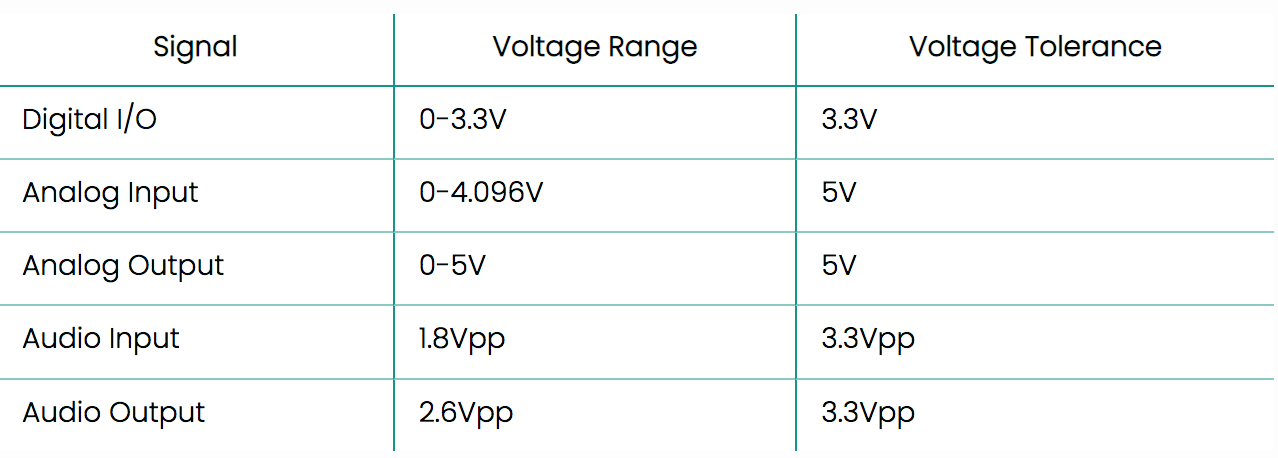 Signal Voltage Range Voltage Tolerance
Digital I/O 0-3.3V 3.3V
Analog Input 0-4.096V 5V
Analog Output 0-5V 5V
Audio Input 1.8Vpp 3.3Vpp
Audio Output 2.6Vpp 3.3Vpp